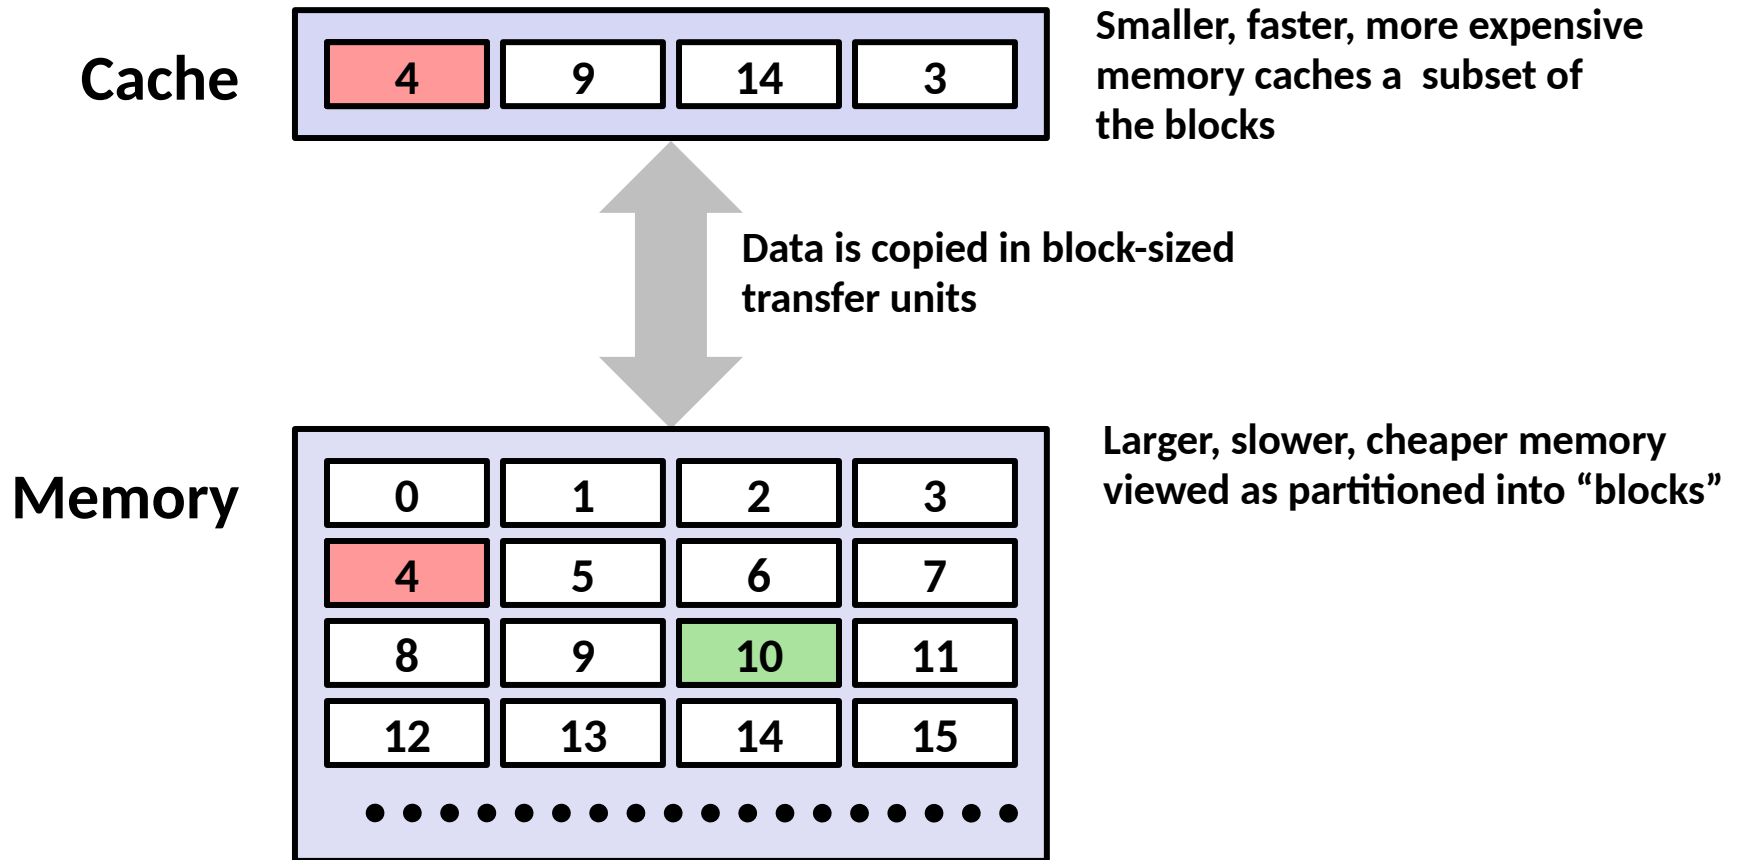 Cache
4 9 14 3
Smaller, faster, more expensive
memory caches a  subset of
the blocks
Data is copied in block-sized
transfer units
Memory
Larger, slower, cheaper memory
viewed as partitioned into “blocks”
0 1 2 3
4 5 6 7
8 9 10 11
12 13 14 15